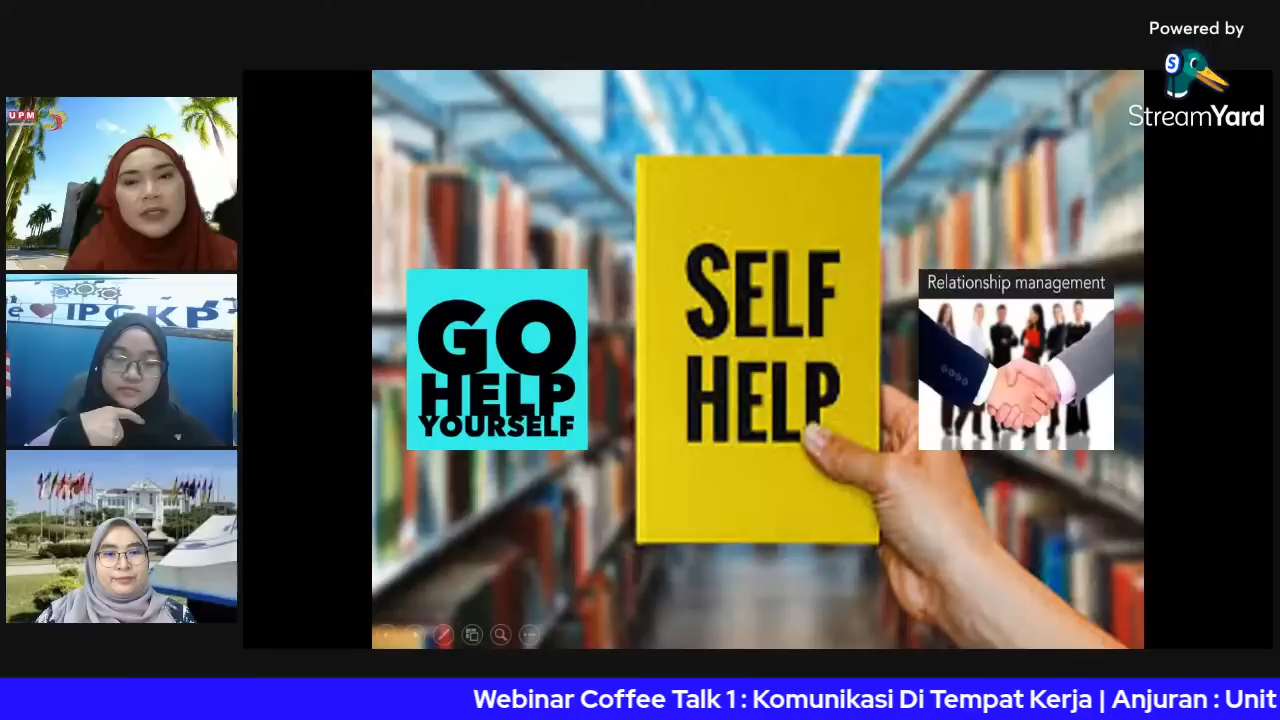 Powered by
S
StreamYard
UPM
e ❤ IPGKP
GO
HELP
YOURSELF
SELF
HELP
Relationship management
Webinar Coffee Talk 1 : Komunikasi Di Tempat Kerja | Anjuran : Unit